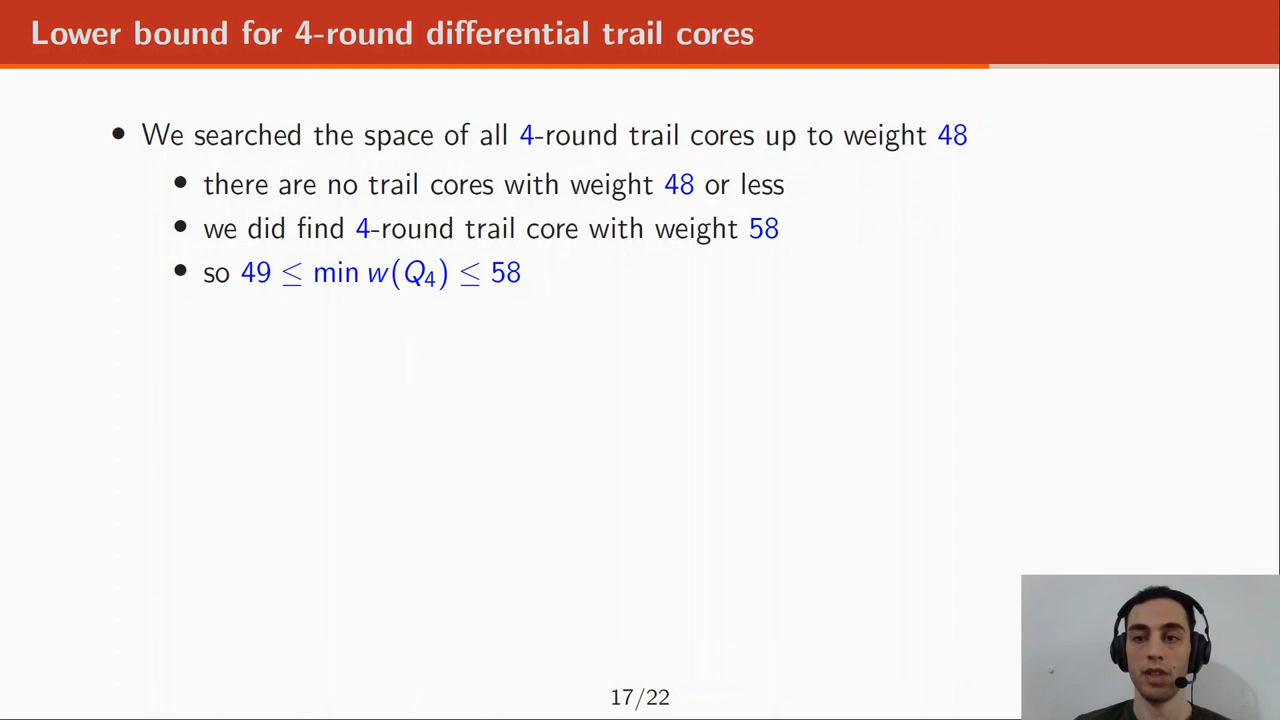 Lower bound for 4-round differential trail cores
• We searched the space of all 4-round trail cores up to weight 48
• there are no trail cores with weight 48 or less
• we did find 4-round trail core with weight 58
• so 49 ≤ min w(Q₄) ≤ 58
17/22